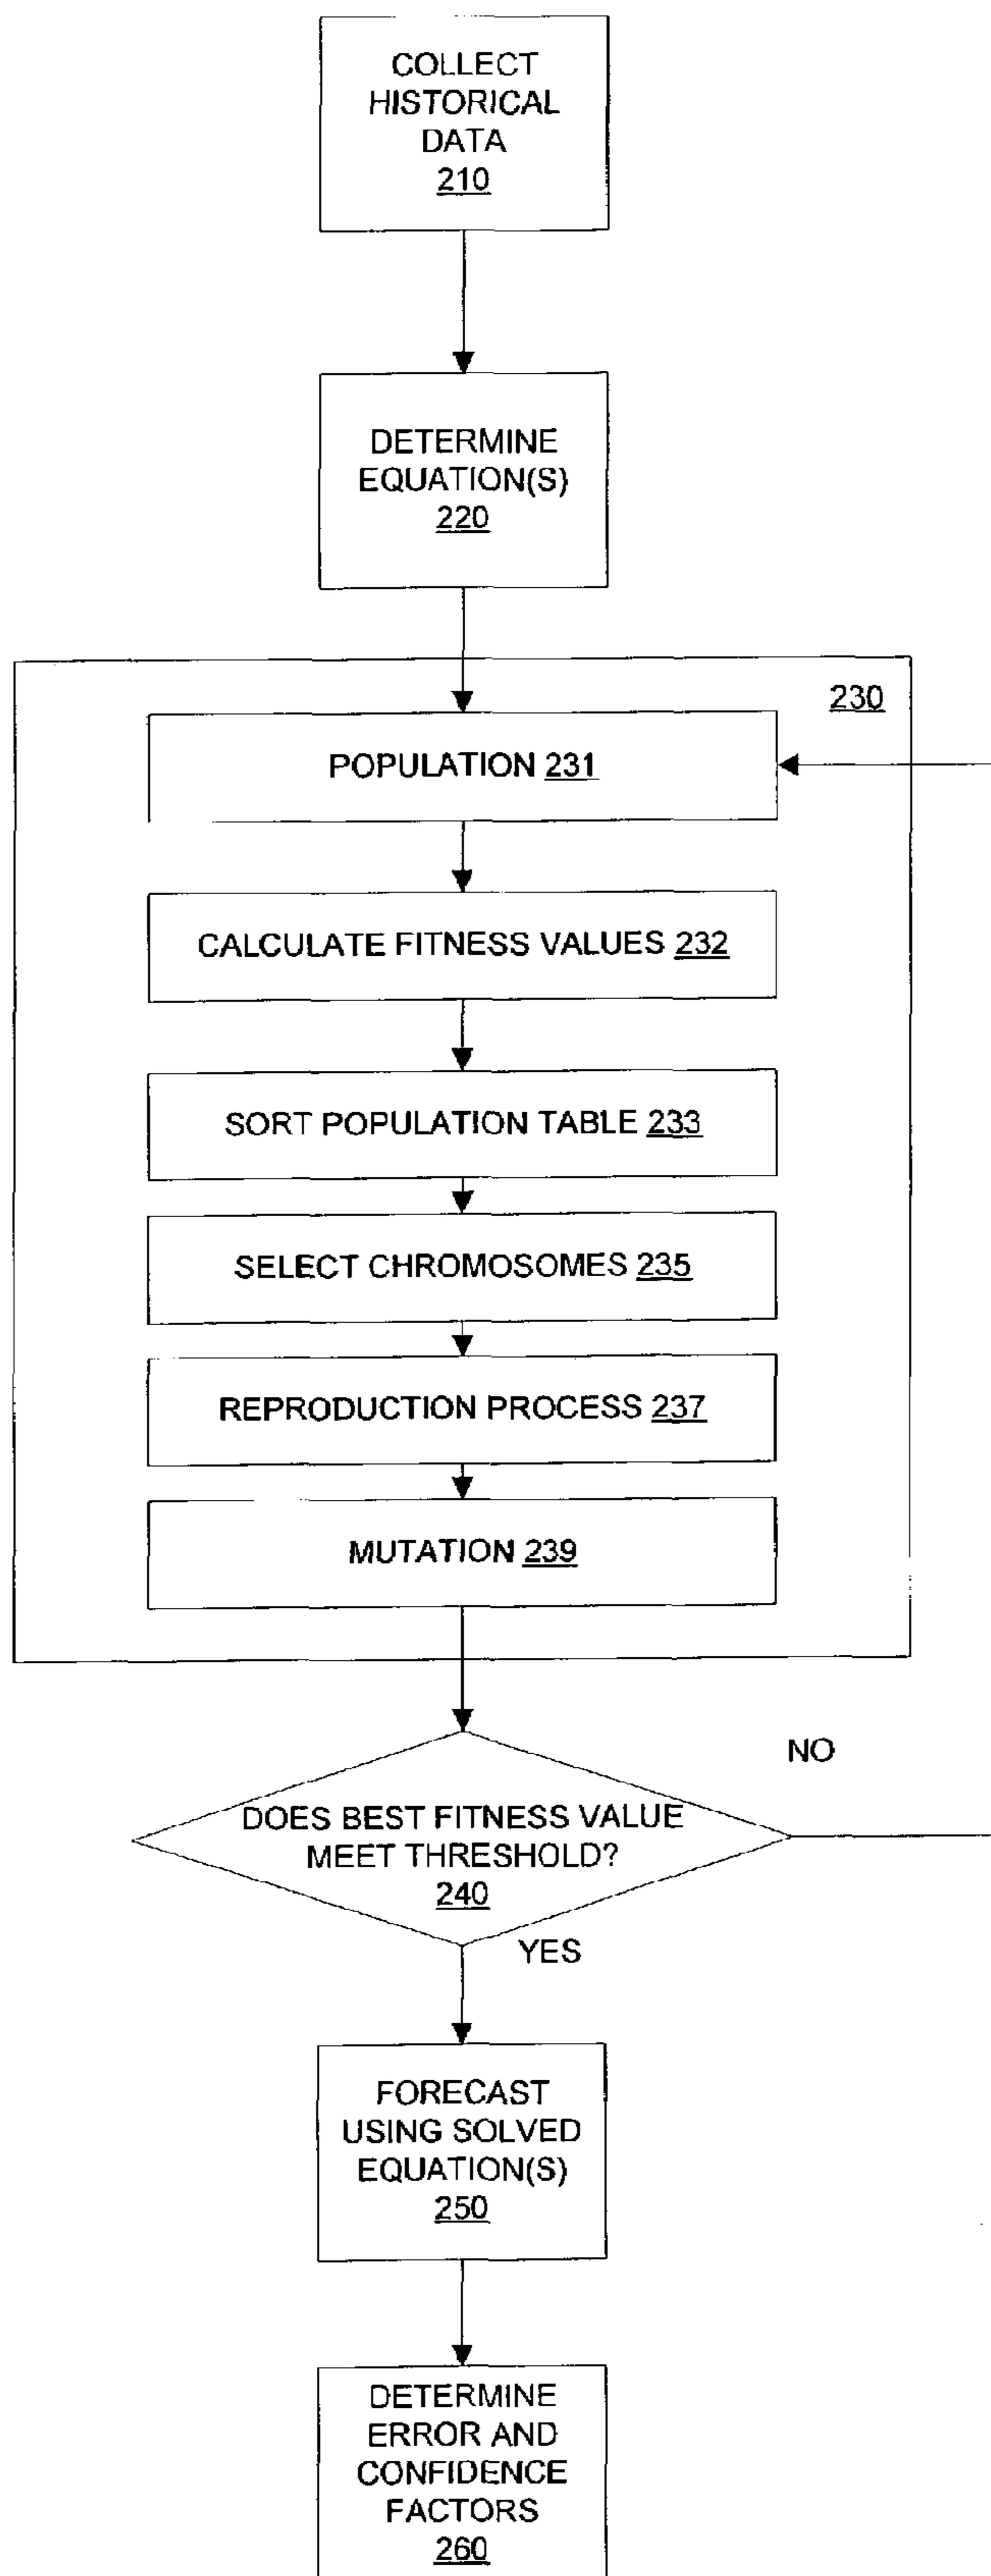 COLLECT
HISTORICAL
DATA
210
DETERMINE
EQUATION(S)
220
230
POPULATION 231
CALCULATE FITNESS VALUES 232
SORT POPULATION TABLE 233
SELECT CHROMOSOMES 235
REPRODUCTION PROCESS 237
MUTATION 239
NO
DOES BEST FITNESS VALUE
MEET THRESHOLD?
240
YES
FORECAST
USING SOLVED
EQUATION(S)
250
DETERMINE
ERROR AND
CONFIDENCE
FACTORS
260